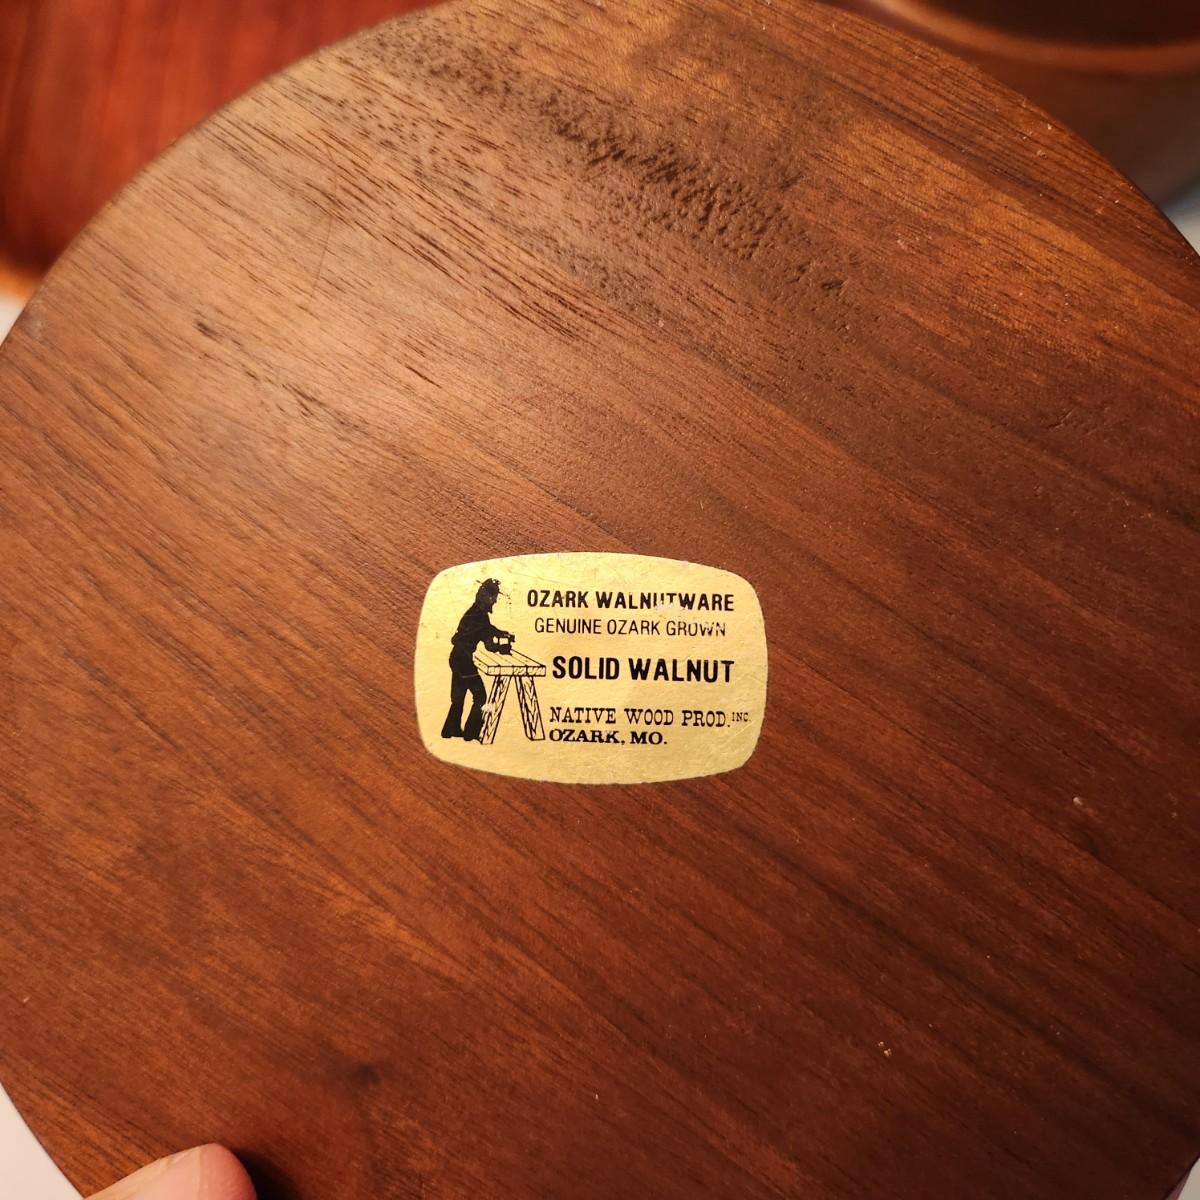 OZARK WALNUTWARE
GENUINE OZARK GROWN
SOLID WALNUT
NATIVE WOOD PROD. INC.
OZARK, MO.